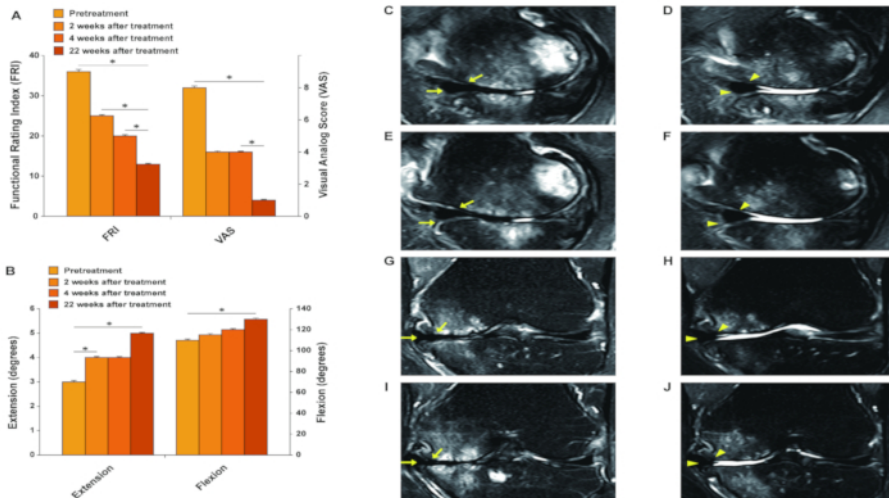 A
Pretreatment
2 weeks after treatment
4 weeks after treatment
22 weeks after treatment
Functional Rating Index (FRI)
40
30
20
10
0
*
*
*
*
*
8
6
4
2
0
Visual Analog Score (VAS)
FRI
VAS
B
Pretreatment
2 weeks after treatment
4 weeks after treatment
22 weeks after treatment
Extension (degrees)
6
5
4
3
2
1
0
*
*
*
140
120
100
80
60
40
20
0
Flexion (degrees)
Extension
Flexion
C
D
E
F
G
H
I
J